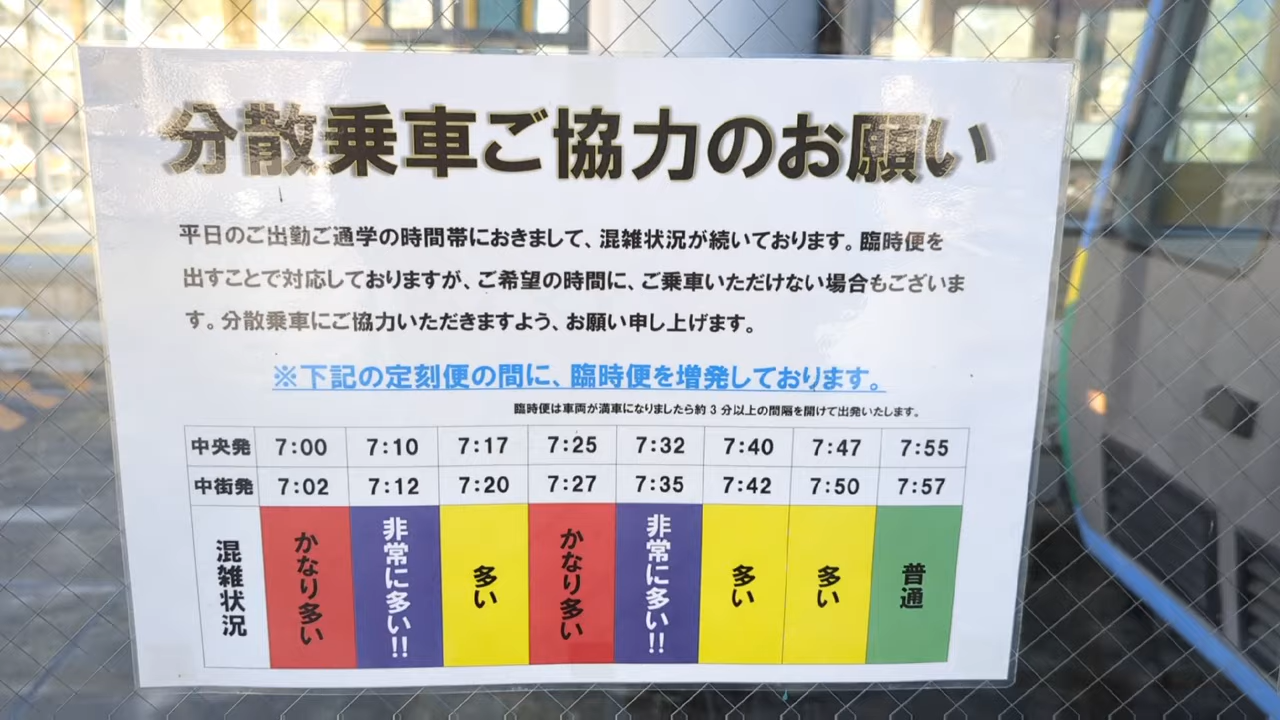 分散乗車ご協力のお願い
平日のご出勤ご通学の時間帯におきまして、混雑状況が続いております。臨時便を
出すことで対応しておりますが、ご希望の時間に、ご乗車いただけない場合もございま
す。分散乗車にご協力いただきますよう、お願い申し上げます。
※下記の定刻便の間に、臨時便を増発しております。
臨時便は車両が満車になりましたら約3分以上の間隔を開けて出発いたします。
中央発 7:00 7:10 7:17 7:25 7:32 7:40 7:47 7:55
中街発 7:02 7:12 7:20 7:27 7:35 7:42 7:50 7:57
混雑状況 かなり多い 非常に多い!! 多い かなり多い 非常に多い!! 多い 多い 普通